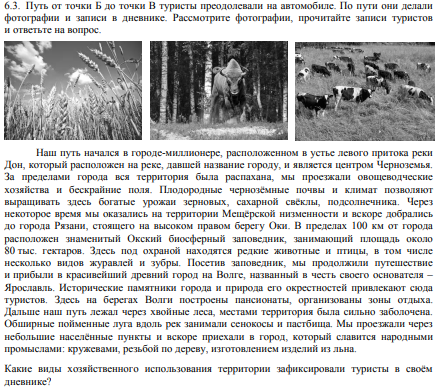 6.3. Путь от точки Б до точки В туристы преодолевали на автомобиле. По пути они делали
фотографии и записи в дневнике. Рассмотрите фотографии, прочитайте записи туристов
и ответьте на вопрос.
Наш путь начался в городе-миллионере, расположенном в устье левого притока реки
Дон, который расположен на реке, давшей название городу, и является центром Черноземья.
За пределами города вся территория была распахана, мы проезжали овощеводческие
хозяйства и бескрайние поля. Плодородные чернозёмные почвы и климат позволяют
выращивать здесь богатые урожаи зерновых, сахарной свёклы, подсолнечника. Через
некоторое время мы оказались на территории Мещёрской низменности и вскоре добрались
до города Рязани, стоящего на высоком правом берегу Оки. В пределах 100 км от города
расположен знаменитый Окский биосферный заповедник, занимающий площадь около
80 тыс. гектаров. Здесь под охраной находятся редкие животные и птицы, в том числе
несколько видов журавлей и зубры. Посетив заповедник, мы продолжили путешествие
и прибыли в красивейший древний город на Волге, названный в честь своего основателя –
Ярославль. Исторические памятники города и природа его окрестностей привлекают сюда
туристов. Здесь на берегах Волги построены пансионаты, организованы зоны отдыха.
Дальше наш путь лежал через хвойные леса, местами территория была сильно заболочена.
Обширные пойменные луга вдоль рек занимали сенокосы и пастбища. Мы проезжали через
небольшие населённые пункты и вскоре приехали в город, который славится народными
промыслами: кружевами, резьбой по дереву, изготовлением изделий из льна.
Какие виды хозяйственного использования территории зафиксировали туристы в своём
дневнике?